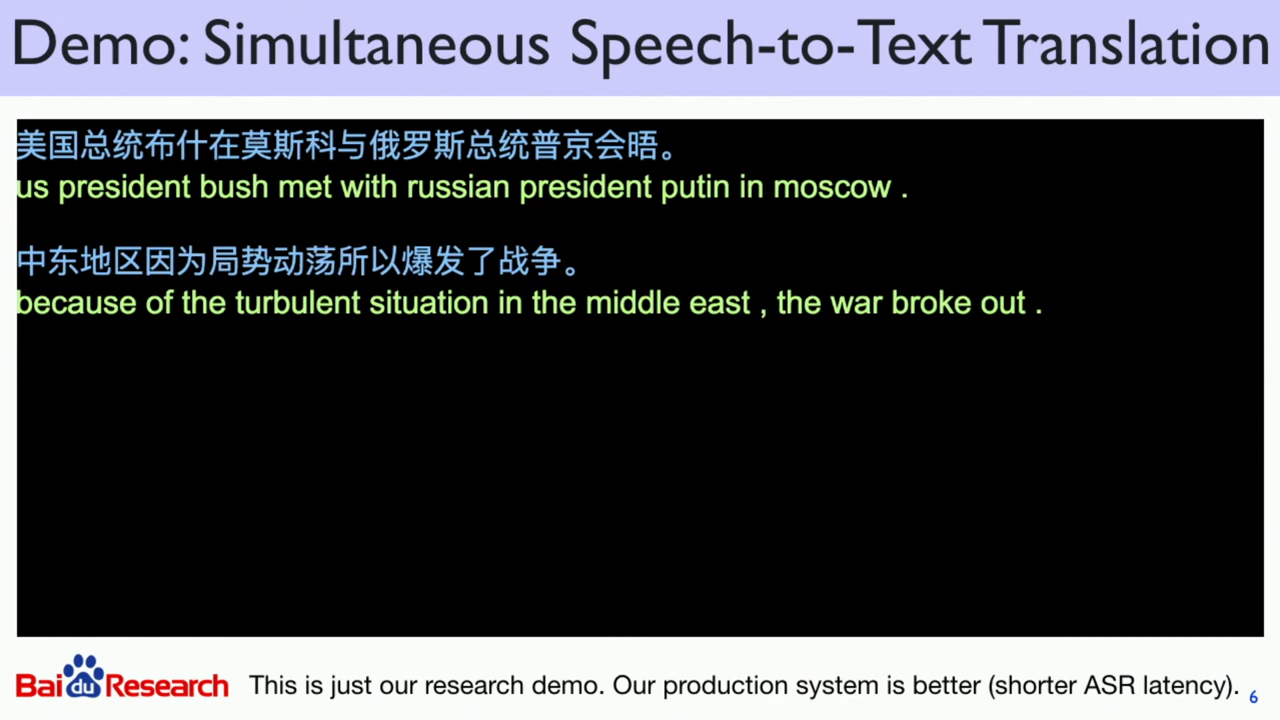 Demo: Simultaneous Speech-to-Text Translation
美国总统布什在莫斯科与俄罗斯总统普京会晤。
us president bush met with russian president putin in moscow .
中东地区因为局势动荡所以爆发了战争。
because of the turbulent situation in the middle east , the war broke out .
Bai du Research This is just our research demo. Our production system is better (shorter ASR latency). 6